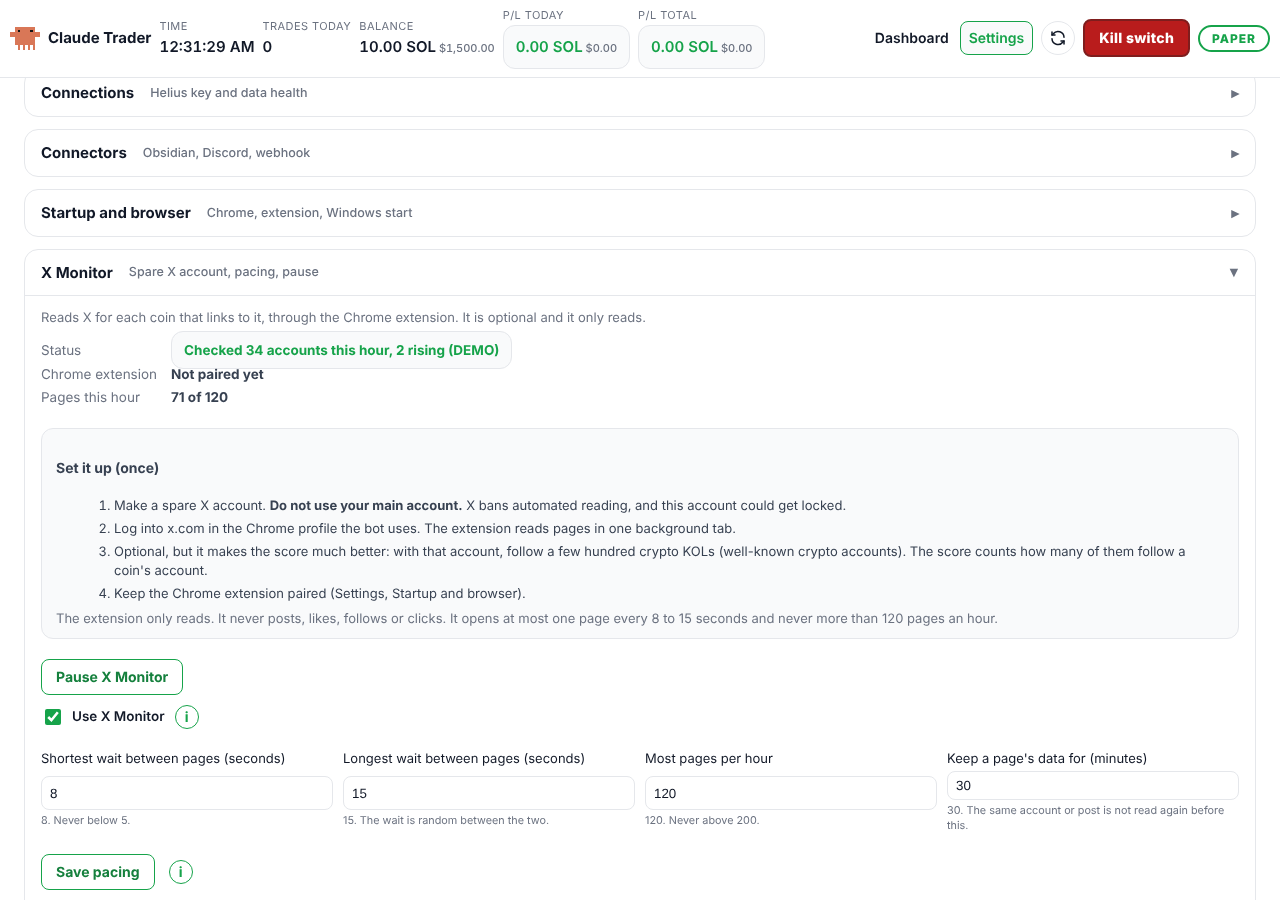 Claude Trader
TIME
12:31:29 AM
TRADES TODAY
0
BALANCE
10.00 SOL $1,500.00
P/L TODAY
0.00 SOL $0.00
P/L TOTAL
0.00 SOL $0.00
Dashboard
Settings
Kill switch
PAPER
Connections Helius key and data health
Connectors Obsidian, Discord, webhook
Startup and browser Chrome, extension, Windows start
X Monitor Spare X account, pacing, pause
Reads X for each coin that links to it, through the Chrome extension. It is optional and it only reads.
Status Checked 34 accounts this hour, 2 rising (DEMO)
Chrome extension Not paired yet
Pages this hour 71 of 120
Set it up (once)
1. Make a spare X account. Do not use your main account. X bans automated reading, and this account could get locked.
2. Log into x.com in the Chrome profile the bot uses. The extension reads pages in one background tab.
3. Optional, but it makes the score much better: with that account, follow a few hundred crypto KOLs (well-known crypto accounts). The score counts how many of them follow a
coin's account.
4. Keep the Chrome extension paired (Settings, Startup and browser).
The extension only reads. It never posts, likes, follows or clicks. It opens at most one page every 8 to 15 seconds and never more than 120 pages an hour.
Pause X Monitor
Use X Monitor i
Shortest wait between pages (seconds)
8
8. Never below 5.
Longest wait between pages (seconds)
15
15. The wait is random between the two.
Most pages per hour
120
120. Never above 200.
Keep a page's data for (minutes)
30
30. The same account or post is not read again before
this.
Save pacing i